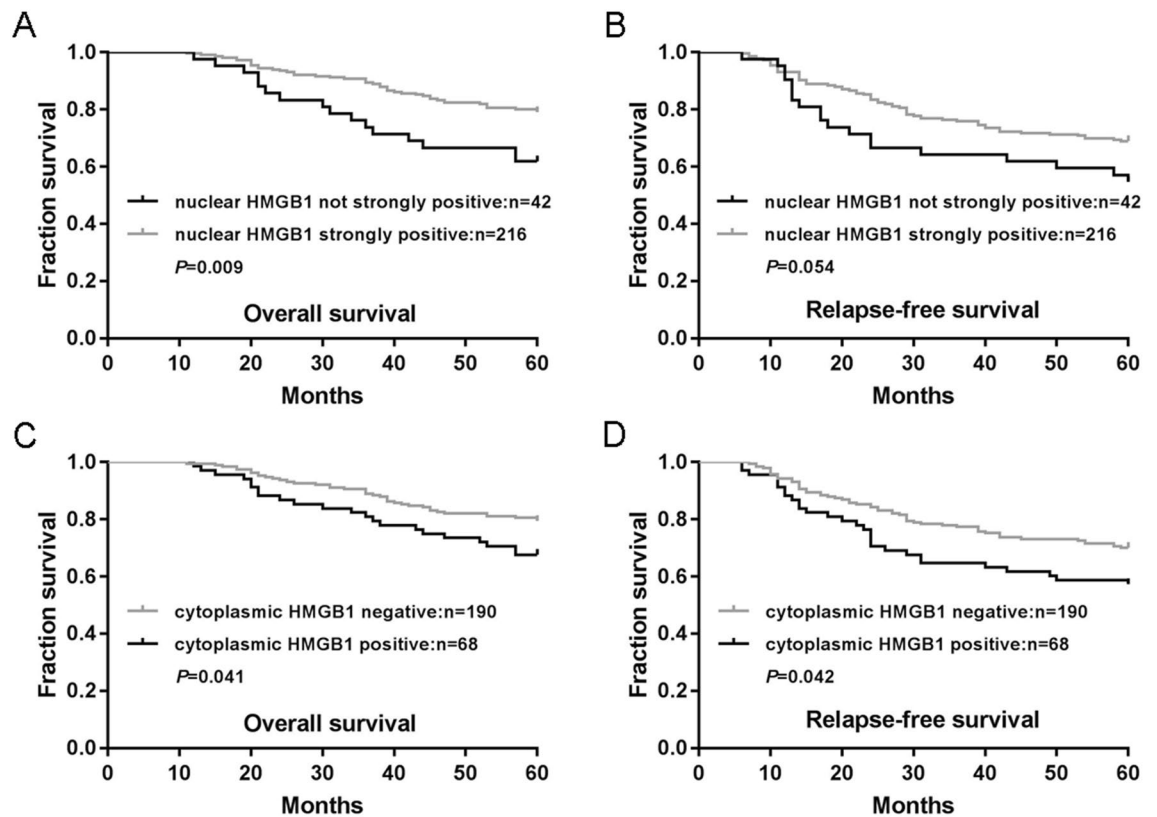 A
1.0
0.8
0.6
0.4
0.2
0.0
Fraction survival
nuclear HMGB1 not strongly positive:n=42
nuclear HMGB1 strongly positive:n=216
P=0.009
Overall survival
0 10 20 30 40 50 60
Months
B
1.0
0.8
0.6
0.4
0.2
0.0
Fraction survival
nuclear HMGB1 not strongly positive:n=42
nuclear HMGB1 strongly positive:n=216
P=0.054
Relapse-free survival
0 10 20 30 40 50 60
Months
C
1.0
0.8
0.6
0.4
0.2
0.0
Fraction survival
cytoplasmic HMGB1 negative:n=190
cytoplasmic HMGB1 positive:n=68
P=0.041
Overall survival
0 10 20 30 40 50 60
Months
D
1.0
0.8
0.6
0.4
0.2
0.0
Fraction survival
cytoplasmic HMGB1 negative:n=190
cytoplasmic HMGB1 positive:n=68
P=0.042
Relapse-free survival
0 10 20 30 40 50 60
Months